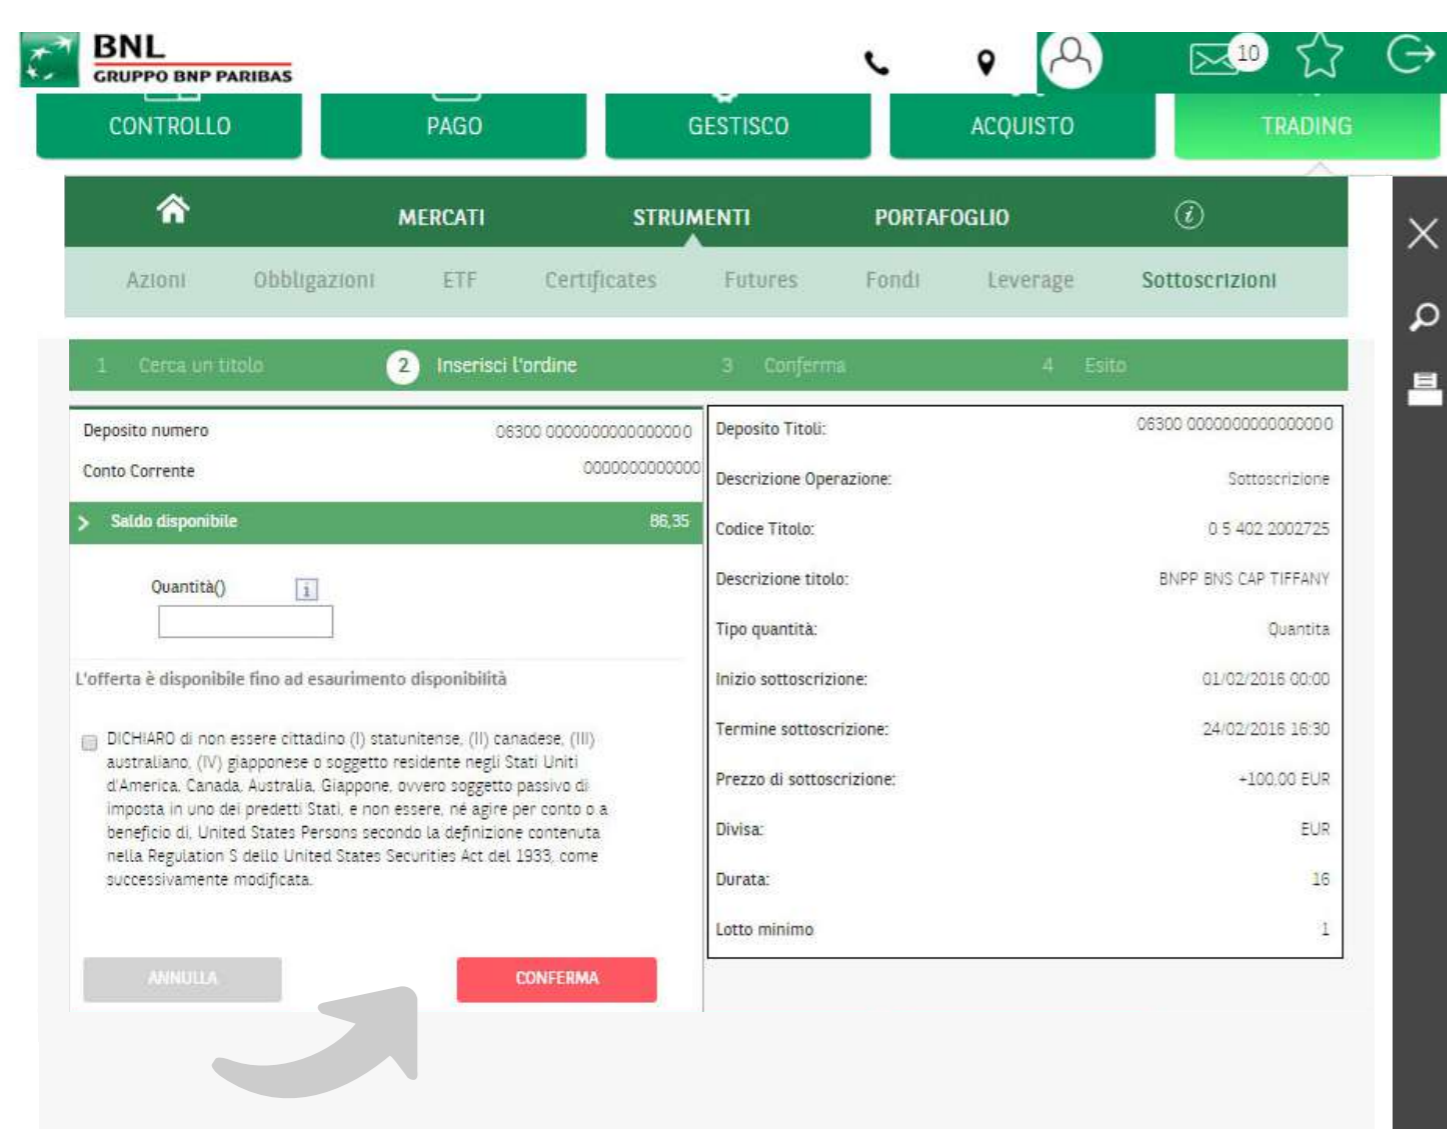 BNL
GRUPPO BNP PARIBAS
10
CONTROLLO
PAGO
GESTISCO
ACQUISTO
TRADING
MERCATI
STRUMENTI
PORTAFOGLIO
i
Azioni
Obbligazioni
ETF
Certificates
Futures
Fondi
Leverage
Sottoscrizioni
1 Cerca un titolo
2 Inserisci l'ordine
3 Conferma
4 Esito
Deposito numero 06300 0000000000000000
Conto Corrente 0000000000000
Saldo disponibile 86,35
Quantità() i
L'offerta è disponibile fino ad esaurimento disponibilità
DICHIARO di non essere cittadino (I) statunitense, (II) canadese, (III)
australiano, (IV) giapponese o soggetto residente negli Stati Uniti
d'America, Canada, Australia, Giappone, ovvero soggetto passivo di
imposta in uno dei predetti Stati, e non essere, né agire per conto o a
beneficio di, United States Persons secondo la definizione contenuta
nella Regulation S dello United States Securities Act del 1933, come
successivamente modificata.
ANNULLA
CONFERMA
Deposito Titoli: 06300 0000000000000000
Descrizione Operazione: Sottoscrizione
Codice Titolo: 0 5 402 2002725
Descrizione titolo: BNPP BNS CAP TIFFANY
Tipo quantità: Quantita
Inizio sottoscrizione: 01/02/2016 00:00
Termine sottoscrizione: 24/02/2016 16:30
Prezzo di sottoscrizione: +100,00 EUR
Divisa: EUR
Durata: 16
Lotto minimo 1